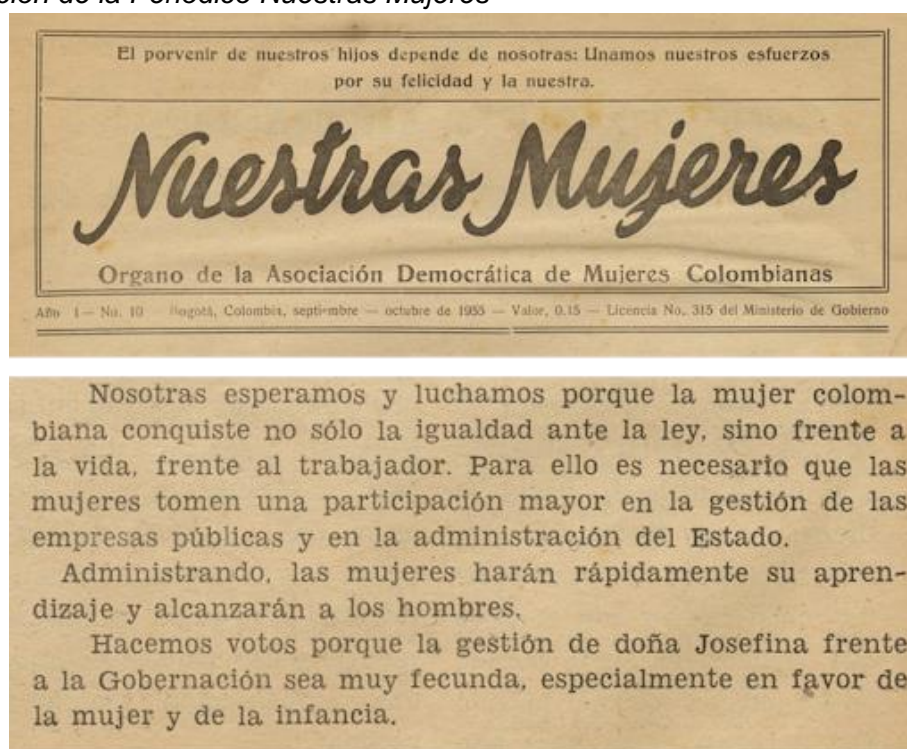 ción de la Periódico Nuestras Mujeres
El porvenir de nuestros hijos depende de nosotras: Unamos nuestros esfuerzos
por su felicidad y la nuestra.
Nuestras Mujeres
Organo de la Asociación Democrática de Mujeres Colombianas
Año 1 — No. 10 Bogotá, Colombia, septiembre — octubre de 1955 — Valor, 0.15 — Licencia No. 315 del Ministerio de Gobierno
Nosotras esperamos y luchamos porque la mujer colom-
biana conquiste no sólo la igualdad ante la ley, sino frente a
la vida, frente al trabajador. Para ello es necesario que las
mujeres tomen una participación mayor en la gestión de las
empresas públicas y en la administración del Estado.
Administrando, las mujeres harán rápidamente su apren-
dizaje y alcanzarán a los hombres.
Hacemos votos porque la gestión de doña Josefina frente
a la Gobernación sea muy fecunda, especialmente en favor de
la mujer y de la infancia.